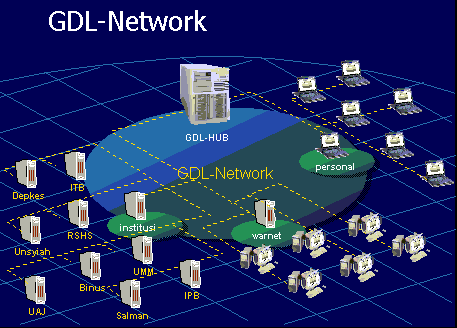 GDL-Network
GDL-HUB
GDL-Network
personal
Depkes
ITB
institusi
warnet
Unsyiah
RSHS
UMM
UAJ
Binus
Salman
IPB